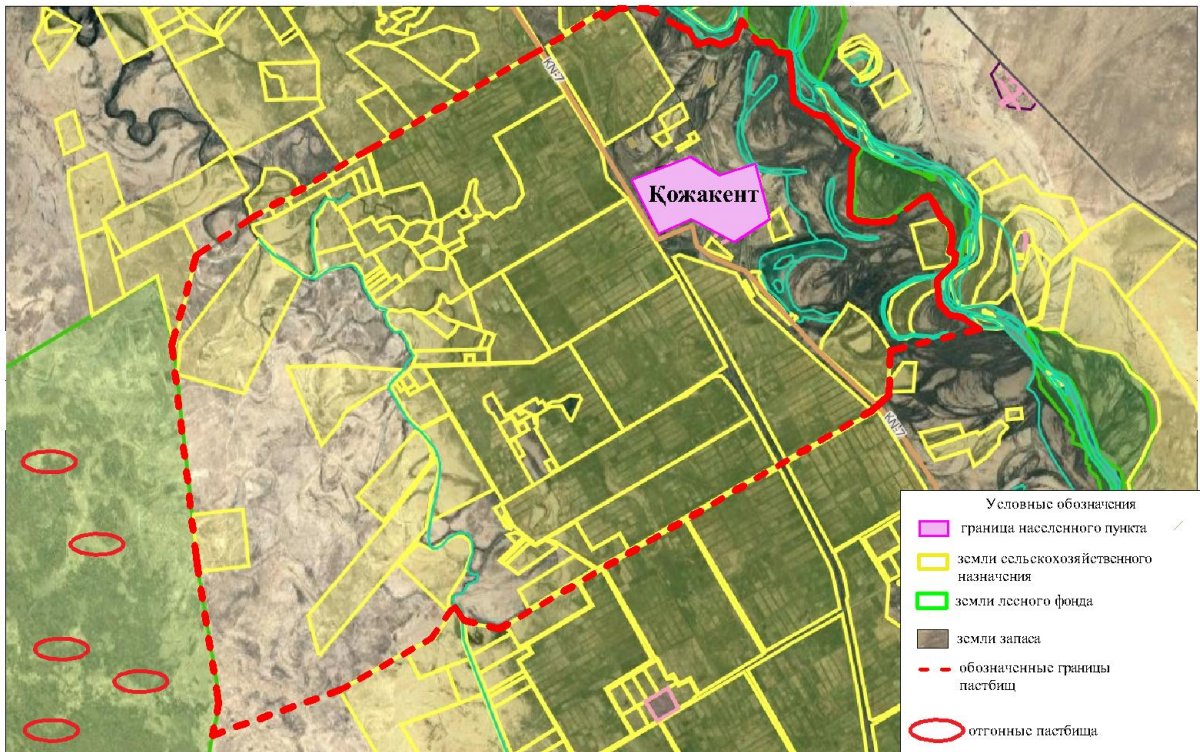 KN-7
Қожакент
KN-7
Условные обозначения
граница населенного пункта
земли сельскохозяйственного
назначения
земли лесного фонда
земли запаса
обозначенные границы
пастбищ
отгонные пастбища